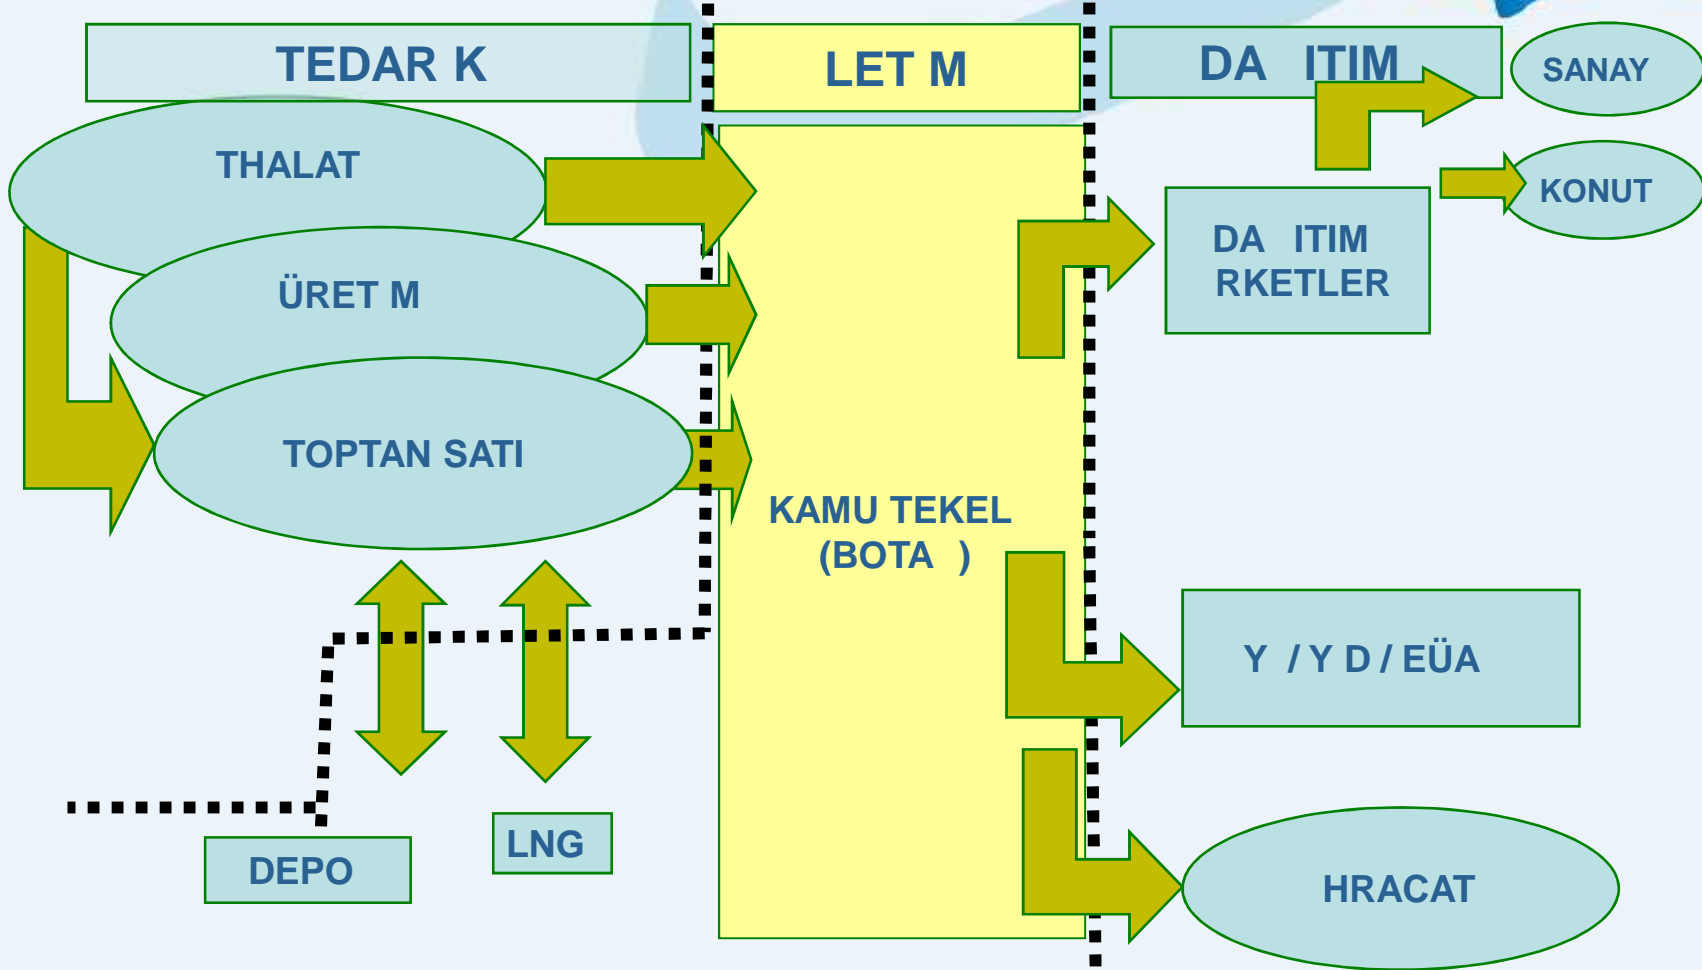 TEDAR K
LET M
DA ITIM
SANAY
THALAT
KONUT
DA ITIM
RKETLER
ÜRET M
TOPTAN SATI
KAMU TEKEL
(BOTA )
Y / Y D / EÜA
LNG
DEPO
HRACAT